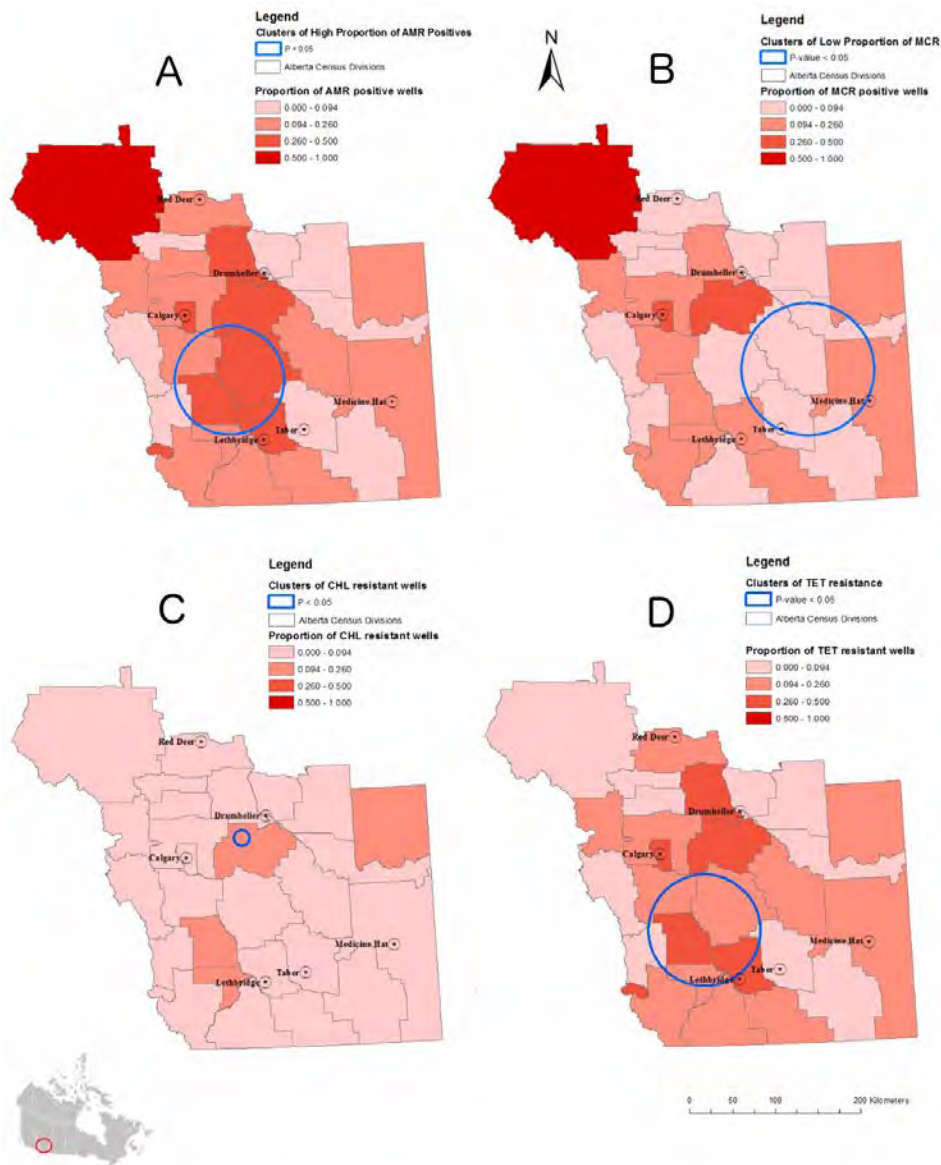 Legend
Clusters of High Proportion of AMR Positives
P < 0.05
Alberta Census Divisions
Proportion of AMR positive wells
0.000 - 0.094
0.094 - 0.260
0.260 - 0.500
0.500 - 1.000
A
Red Deer
Drumheller
Calgary
Medicine Hat
Taber
Lethbridge
N
Legend
Clusters of Low Proportion of MCR
P-value < 0.05
Alberta Census Divisions
Proportion of MCR positive wells
0.000 - 0.094
0.094 - 0.260
0.260 - 0.500
0.500 - 1.000
B
Red Deer
Drumheller
Calgary
Medicine Hat
Taber
Lethbridge
Legend
Clusters of CHL resistant wells
P < 0.05
Alberta Census Divisions
Proportion of CHL resistant wells
0.000 - 0.094
0.094 - 0.260
0.260 - 0.500
0.500 - 1.000
C
Red Deer
Drumheller
Calgary
Medicine Hat
Taber
Lethbridge
Legend
Clusters of TET resistance
P-value < 0.05
Alberta Census Divisions
Proportion of TET resistant wells
0.000 - 0.094
0.094 - 0.260
0.260 - 0.500
0.500 - 1.000
D
Red Deer
Drumheller
Calgary
Medicine Hat
Taber
Lethbridge
0 50 100 200 Kilometers